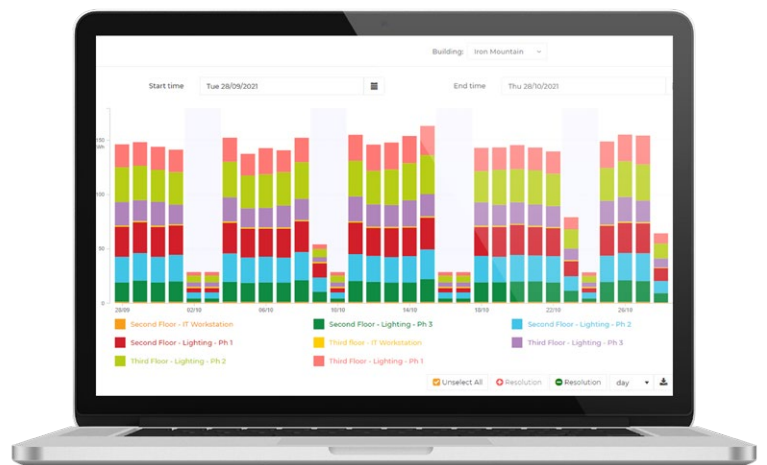 Building: Iron Mountain
Start time Tue 28/09/2021 End time Thu 28/10/2021
150
100
50
0
28/09 02/10 06/10 10/10 14/10 18/10 22/10 26/10
Second Floor - IT Workstation Second Floor - Lighting - Ph 3 Second Floor - Lighting - Ph 2
Second Floor - Lighting - Ph 1 Third floor - IT Workstation Third Floor - Lighting - Ph 3
Third Floor - Lighting - Ph 2 Third Floor - Lighting - Ph 1
Unselect All Resolution Resolution day